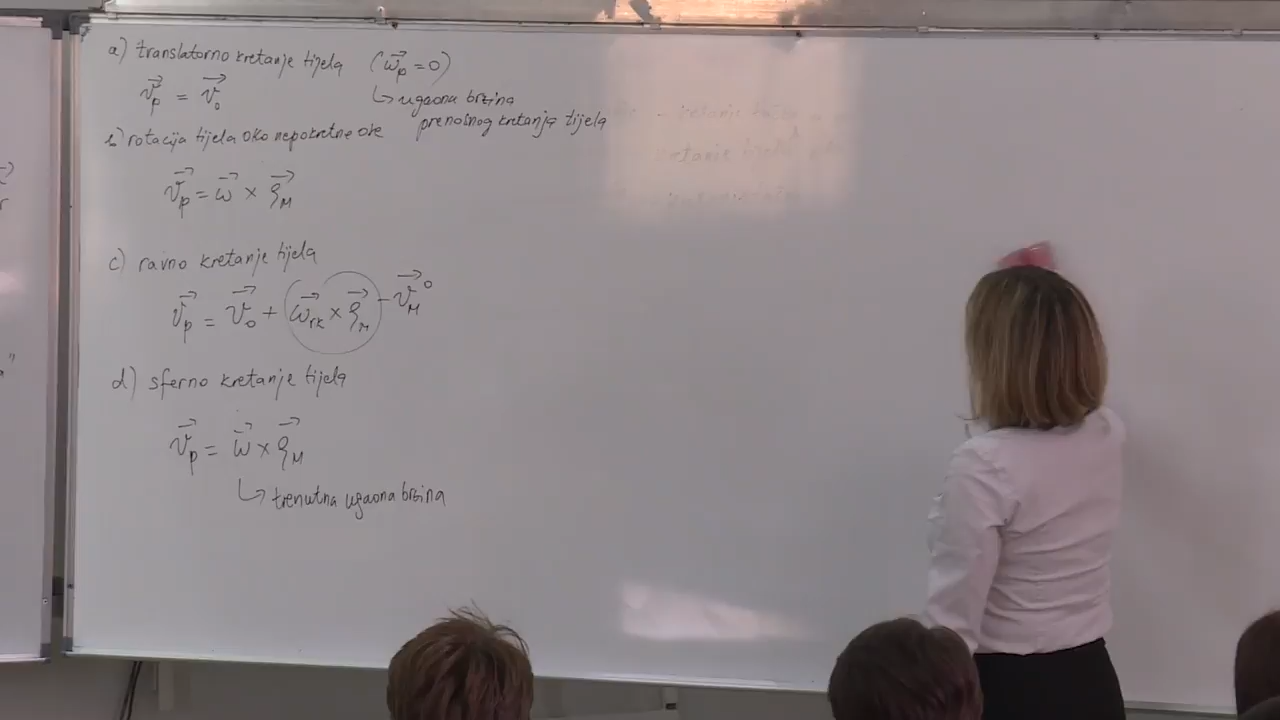 a) translatorno kretanje tijela (ω⃗p = 0)
v⃗p = v⃗o
↳ ugaona brzina
prenosnog kretanja tijela
b) rotacija tijela oko nepokretne ose
v⃗p = ω⃗ × ρ⃗M
c) ravno kretanje tijela
v⃗p = v⃗o + ω⃗rk × ρ⃗M - v⃗M 0
d) sferno kretanje tijela
v⃗p = ω⃗ × ρ⃗M
↳ trenutna ugaona brzina